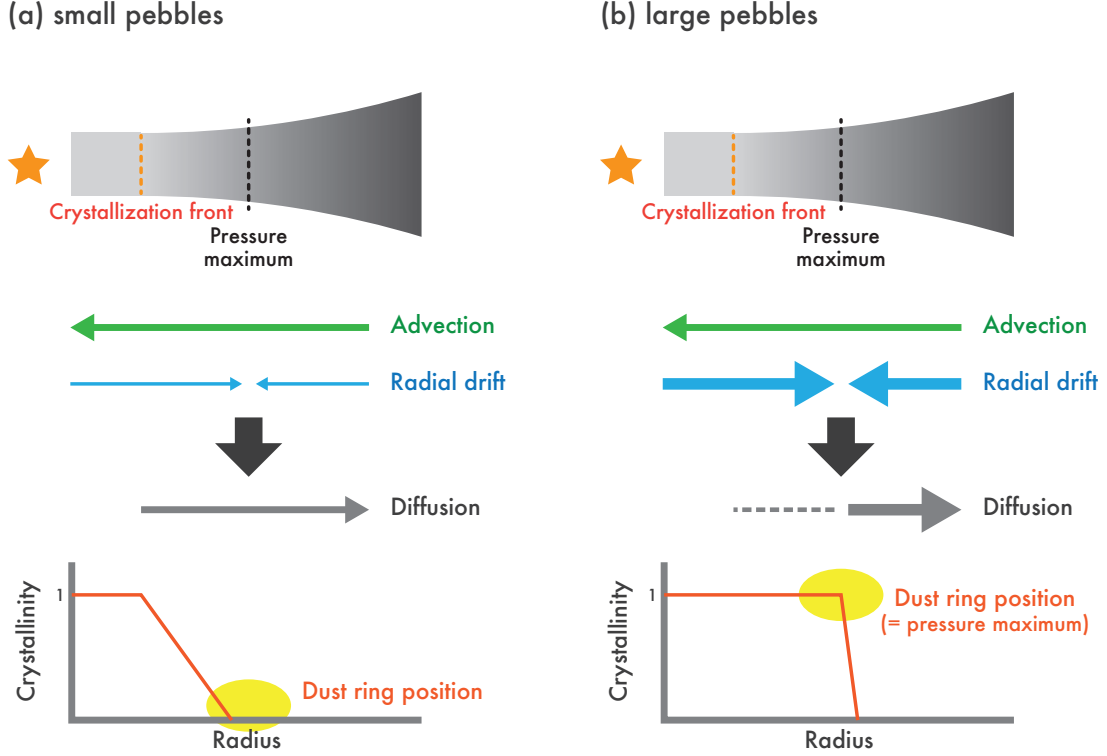 (a) small pebbles
Crystallization front
Pressure
maximum
Advection
Radial drift
Diffusion
Crystallinity
1
Dust ring position
Radius
(b) large pebbles
Crystallization front
Pressure
maximum
Advection
Radial drift
Diffusion
Crystallinity
1
Dust ring position
(= pressure maximum)
Radius